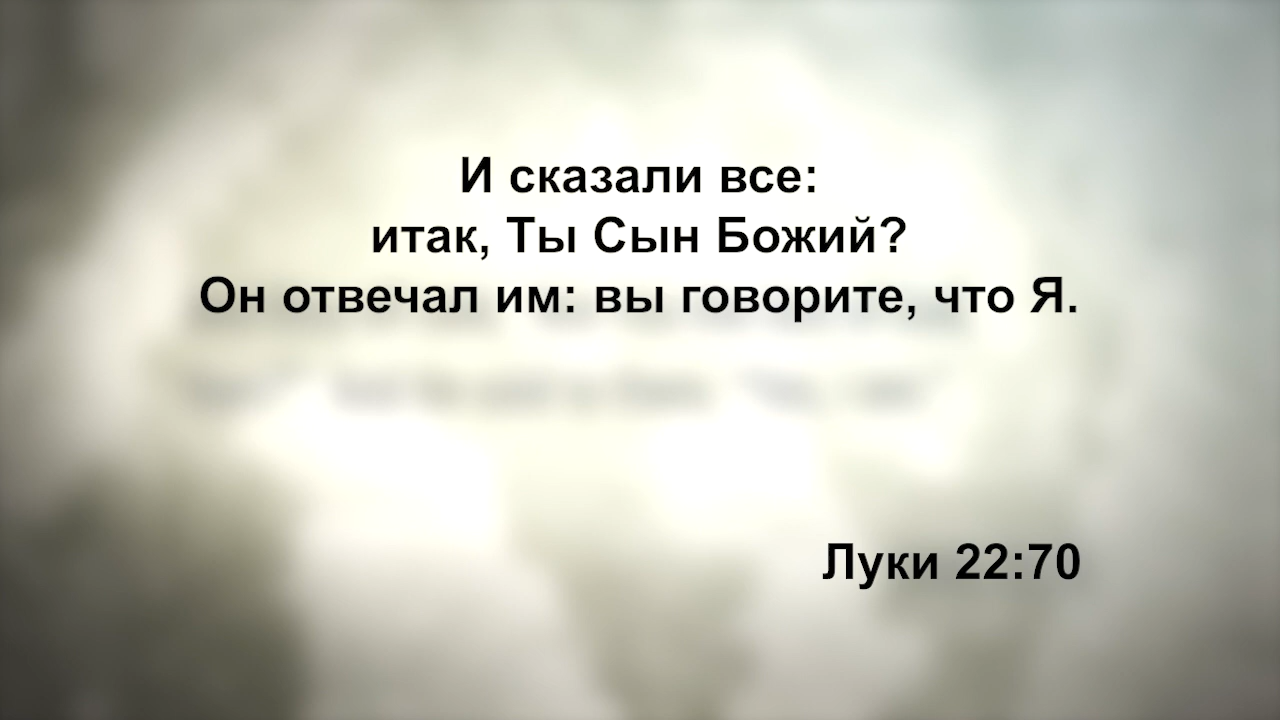 И сказали все:
итак, Ты Сын Божий?
Он отвечал им: вы говорите, что Я.
Луки 22:70